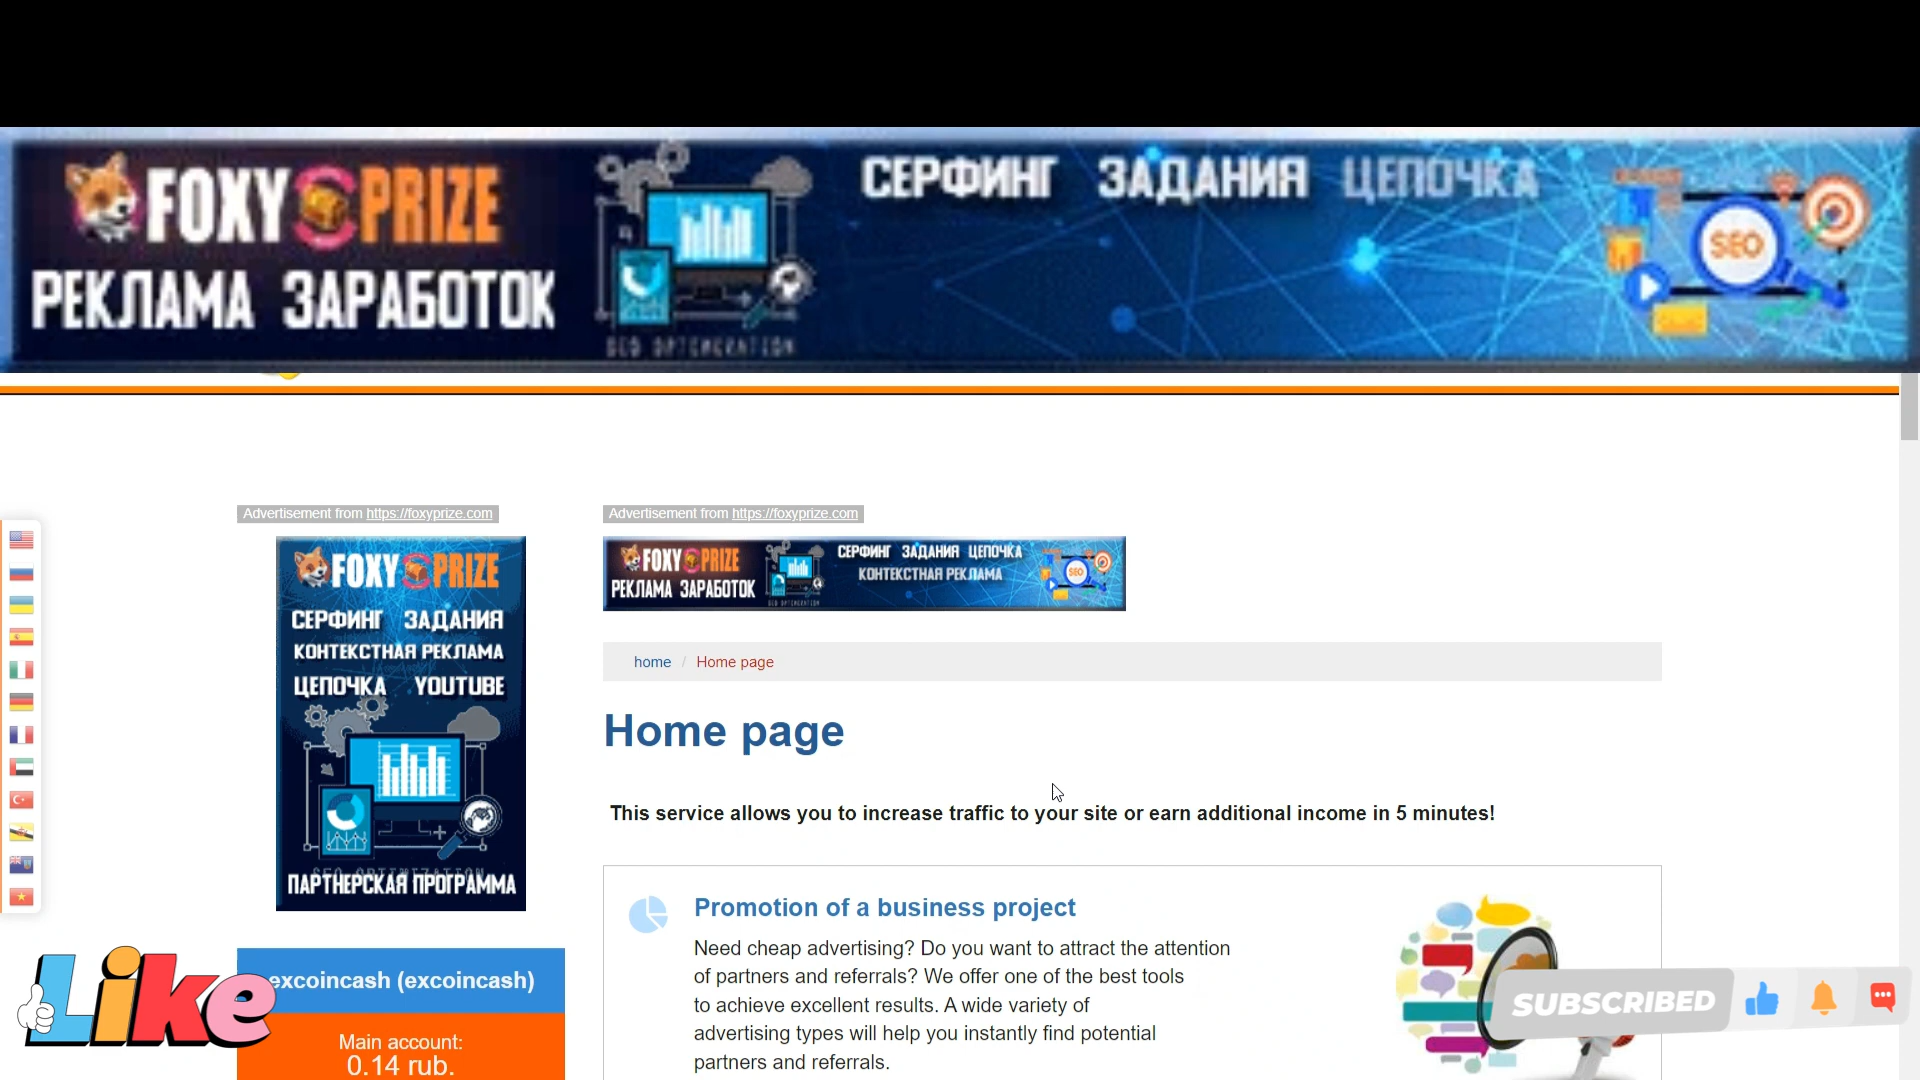 FOXY PRIZE
РЕКЛАМА ЗАРАБОТОК
СЕРФИНГ ЗАДАНИЯ ЦЕПОЧКА
SEO
SEO OPTIMIZATION
Advertisement from https://foxyprize.com
FOXY PRIZE
СЕРФИНГ ЗАДАНИЯ
КОНТЕКСТНАЯ РЕКЛАМА
ЦЕПОЧКА YOUTUBE
SEO OPTIMIZATION
ПАРТНЕРСКАЯ ПРОГРАММА
excoincash (excoincash)
Main account:
0.14 rub.
Like
Advertisement from https://foxyprize.com
FOXY PRIZE
РЕКЛАМА ЗАРАБОТОК
СЕРФИНГ ЗАДАНИЯ ЦЕПОЧКА
КОНТЕКСТНАЯ РЕКЛАМА
SEO
home / Home page
Home page
This service allows you to increase traffic to your site or earn additional income in 5 minutes!
Promotion of a business project
Need cheap advertising? Do you want to attract the attention
of partners and referrals? We offer one of the best tools
to achieve excellent results. A wide variety of
advertising types will help you instantly find potential
partners and referrals.
SUBSCRIBED